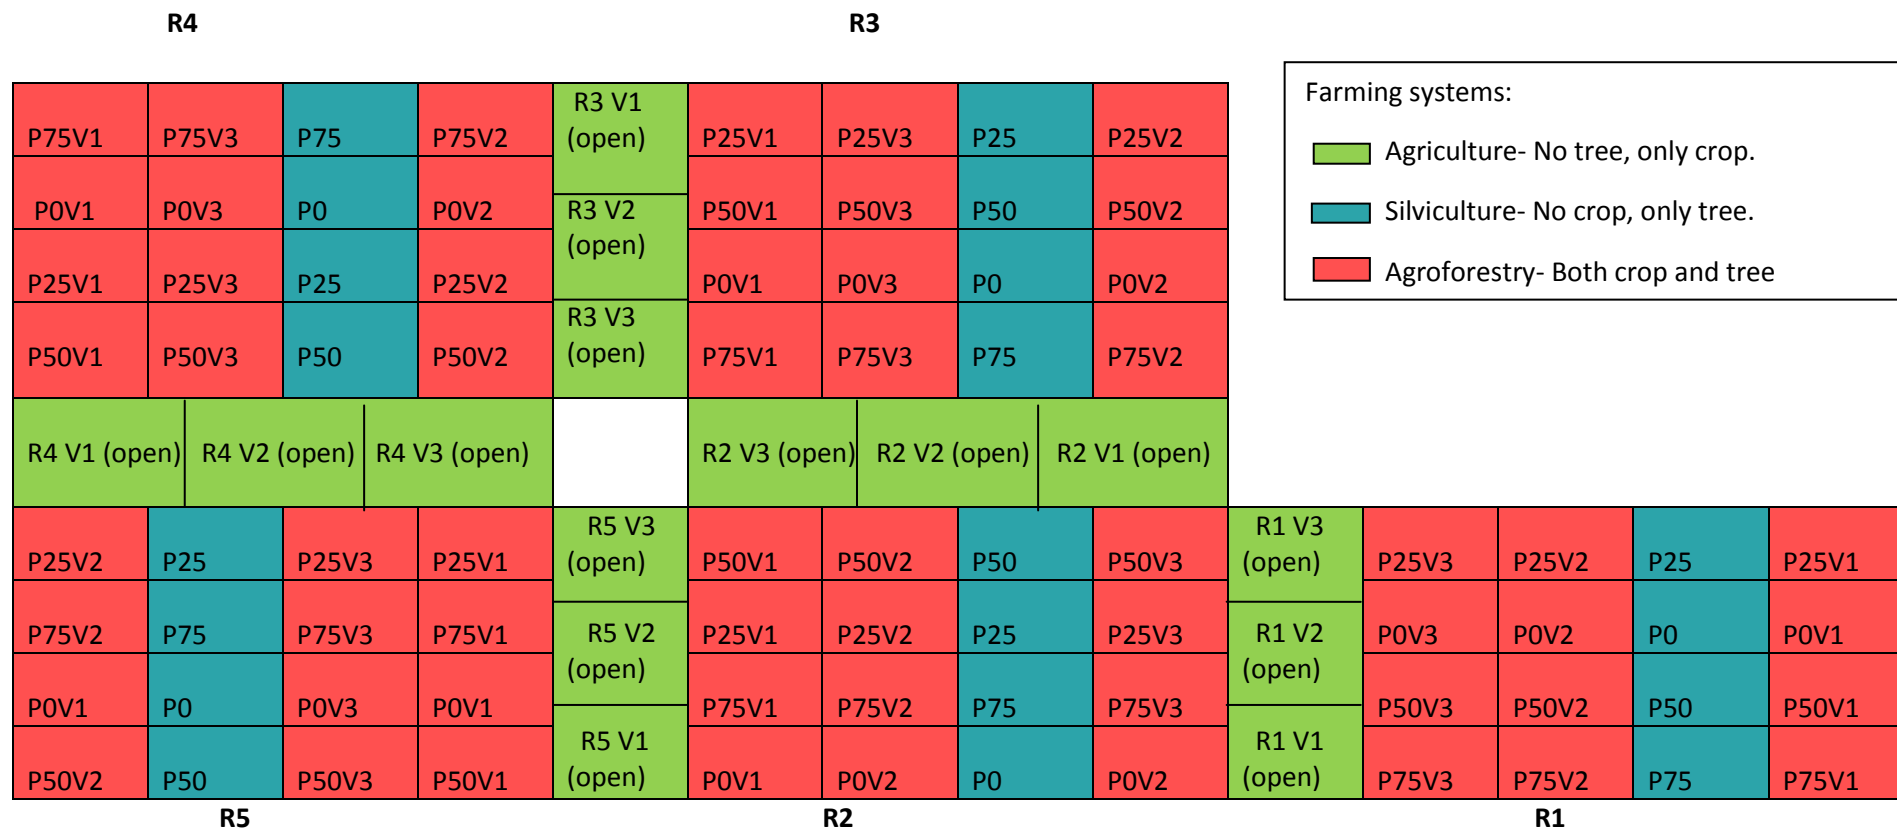 R4 R3
Farming systems:
Agriculture- No tree, only crop.
Silviculture- No crop, only tree.
Agroforestry- Both crop and tree
P75V1 P75V3 P75 P75V2 R3 V1 (open) P25V1 P25V3 P25 P25V2
P0V1 P0V3 P0 P0V2 R3 V2 (open) P50V1 P50V3 P50 P50V2
P25V1 P25V3 P25 P25V2 P0V1 P0V3 P0 P0V2
P50V1 P50V3 P50 P50V2 R3 V3 (open) P75V1 P75V3 P75 P75V2
R4 V1 (open) R4 V2 (open) R4 V3 (open) R2 V3 (open) R2 V2 (open) R2 V1 (open)
P25V2 P25 P25V3 P25V1 R5 V3 (open) P50V1 P50V2 P50 P50V3 R1 V3 (open) P25V3 P25V2 P25 P25V1
P75V2 P75 P75V3 P75V1 R5 V2 (open) P25V1 P25V2 P25 P25V3 R1 V2 (open) P0V3 P0V2 P0 P0V1
P0V1 P0 P0V3 P0V1 P75V1 P75V2 P75 P75V3 P50V3 P50V2 P50 P50V1
P50V2 P50 P50V3 P50V1 R5 V1 (open) P0V1 P0V2 P0 P0V2 R1 V1 (open) P75V3 P75V2 P75 P75V1
R5 R2 R1